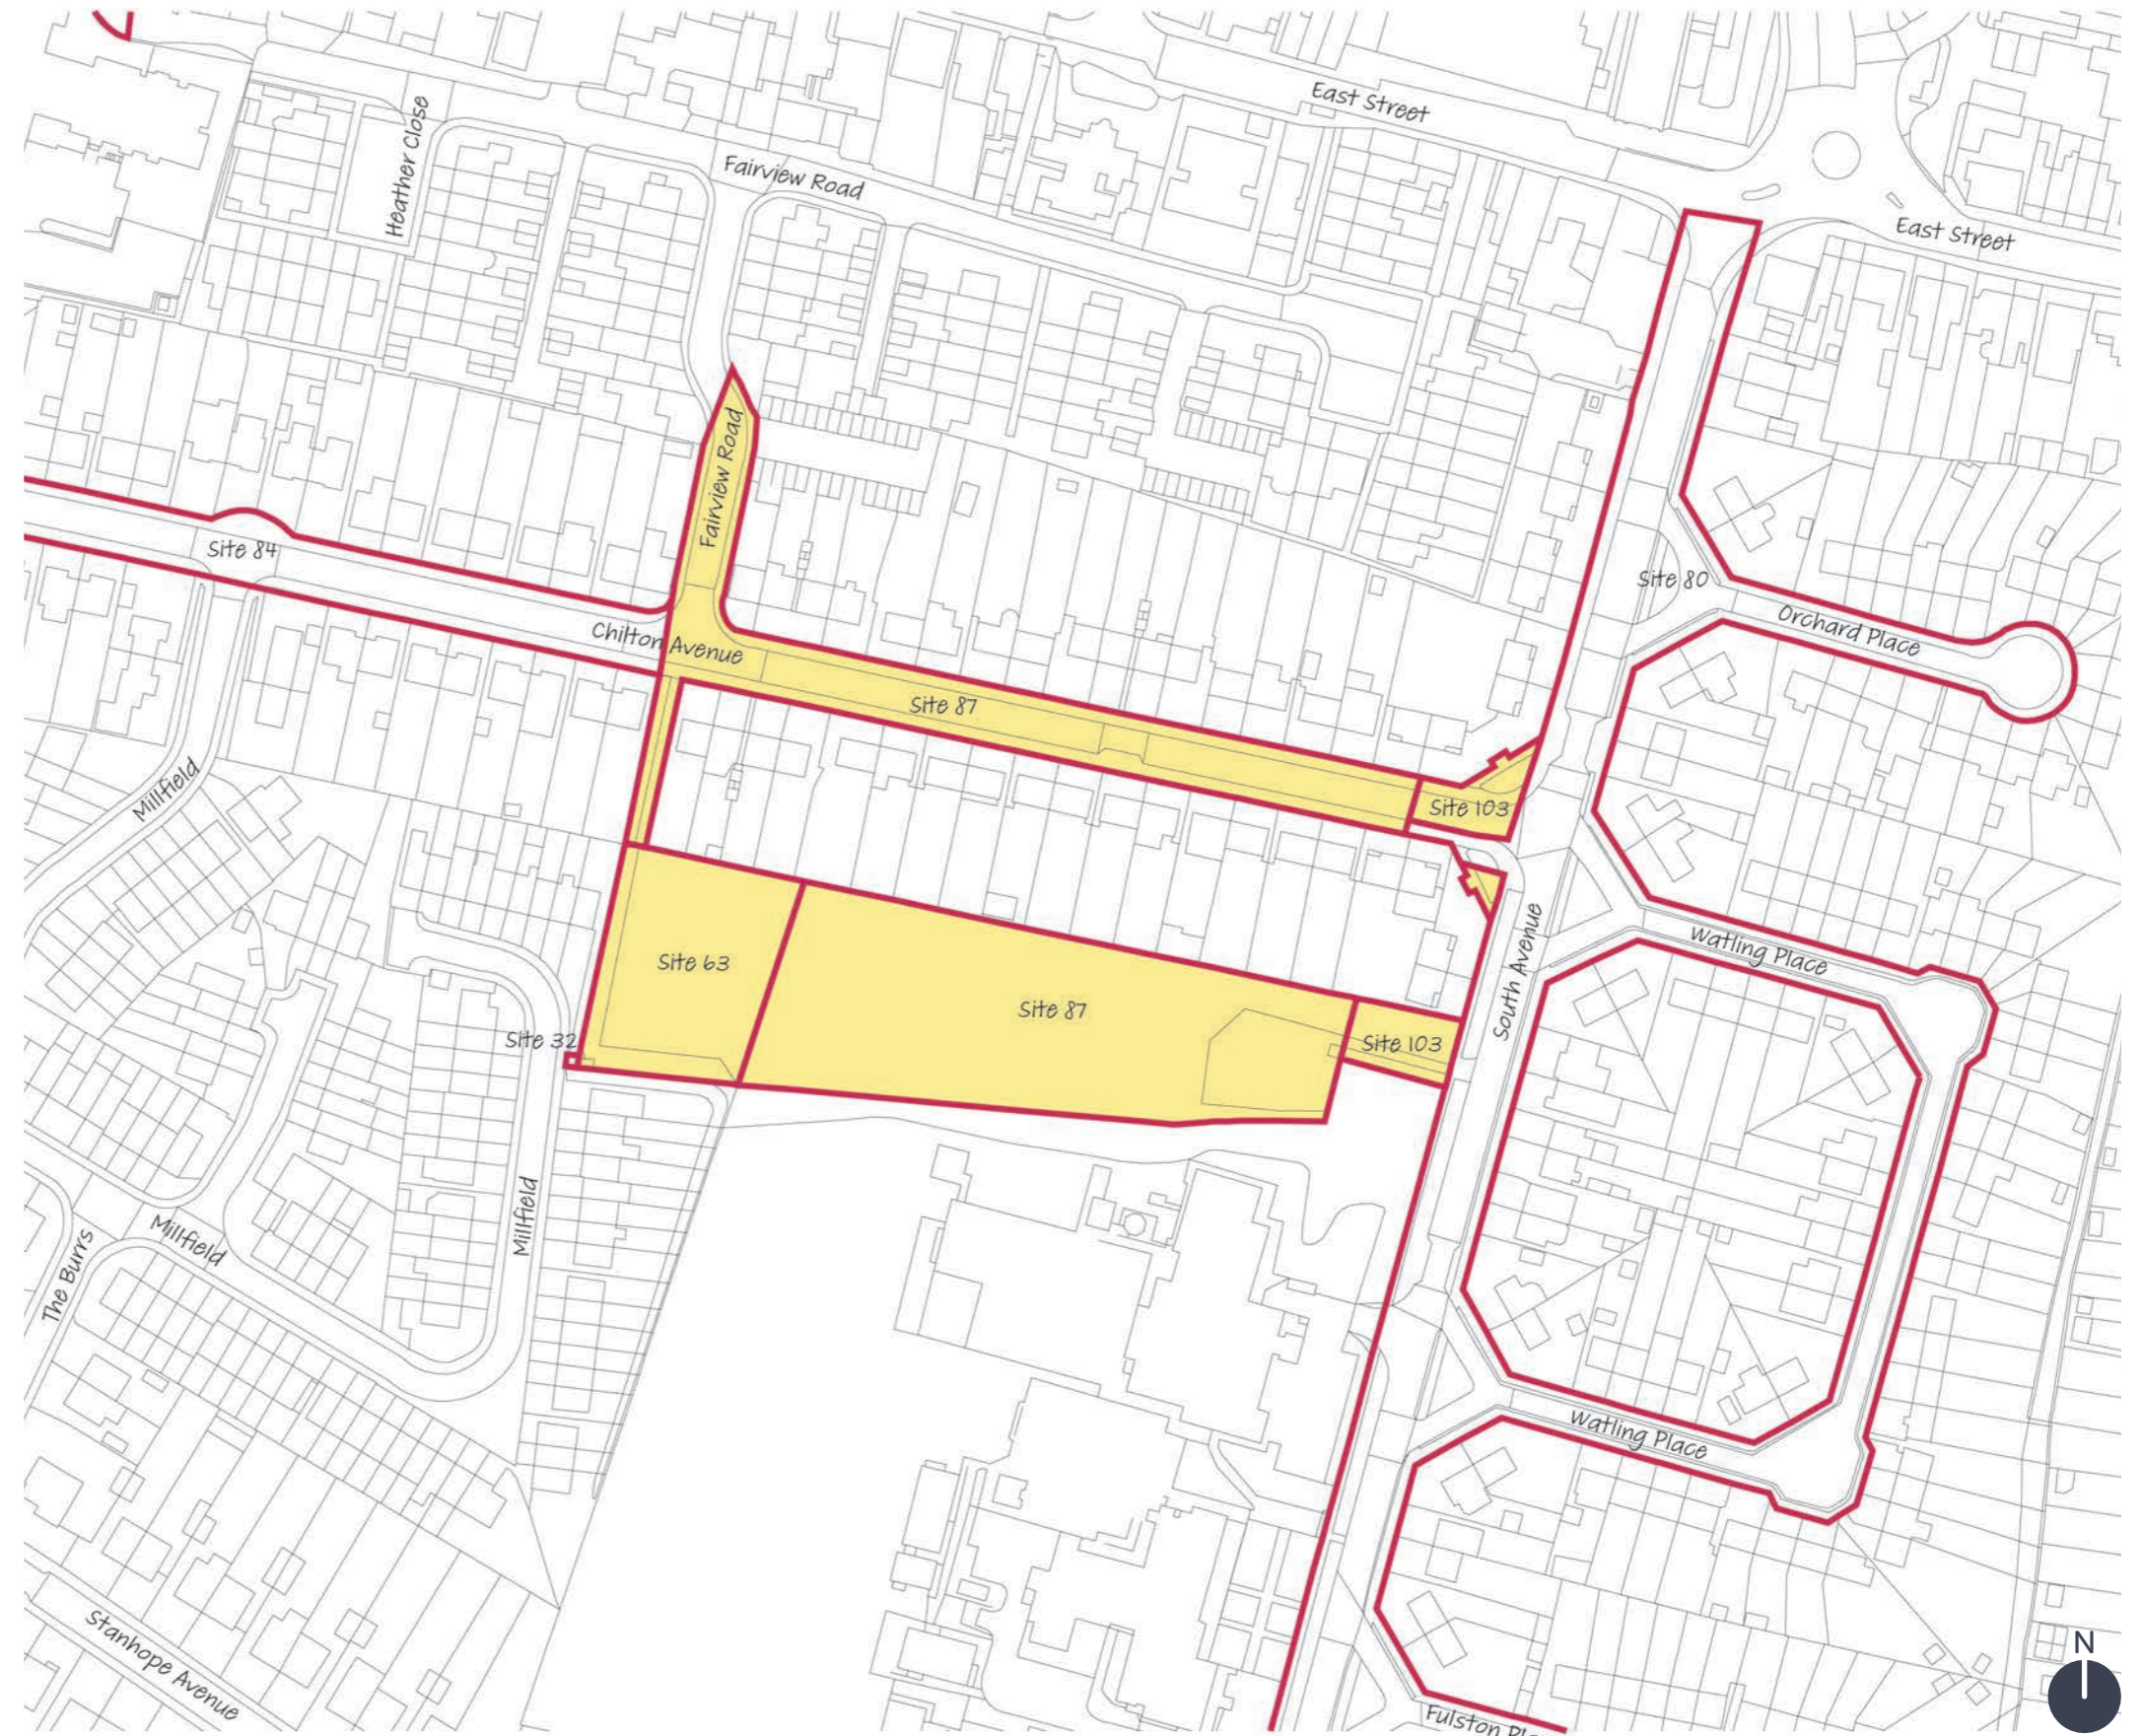 East Street
Heather Close
Fairview Road
East Street
Fairview Road
Site 84
Site 80
Orchard Place
Chilton Avenue
Site 87
Millfield
Site 103
Watling Place
South Avenue
Site 63
Site 87
Site 32
Site 103
Millfield
Millfield
The Burrs
Watling Place
Stanhope Avenue
N
Fulston